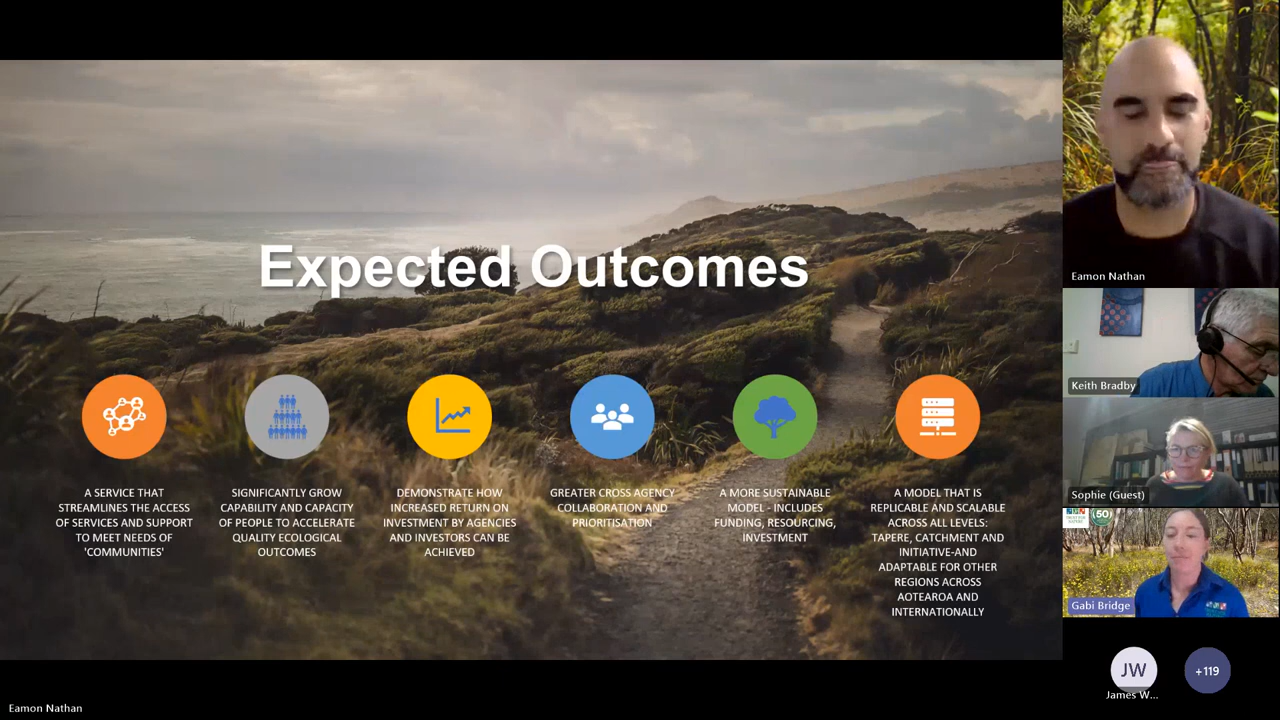 Expected Outcomes
A SERVICE THAT
STREAMLINES THE ACCESS
OF SERVICES AND SUPPORT
TO MEET NEEDS OF
'COMMUNITIES'
SIGNIFICANTLY GROW
CAPABILITY AND CAPACITY
OF PEOPLE TO ACCELERATE
QUALITY ECOLOGICAL
OUTCOMES
DEMONSTRATE HOW
INCREASED RETURN ON
INVESTMENT BY AGENCIES
AND INVESTORS CAN BE
ACHIEVED
GREATER CROSS AGENCY
COLLABORATION AND
PRIORITISATION
A MORE SUSTAINABLE
MODEL - INCLUDES
FUNDING, RESOURCING,
INVESTMENT
A MODEL THAT IS
REPLICABLE AND SCALABLE
ACROSS ALL LEVELS:
TAPERE, CATCHMENT AND
INITIATIVE-AND
ADAPTABLE FOR OTHER
REGIONS ACROSS
AOTEAROA AND
INTERNATIONALLY
Eamon Nathan
Eamon Nathan
Keith Bradby
Sophie (Guest)
50
Gabi Bridge
JW
James W...
+119